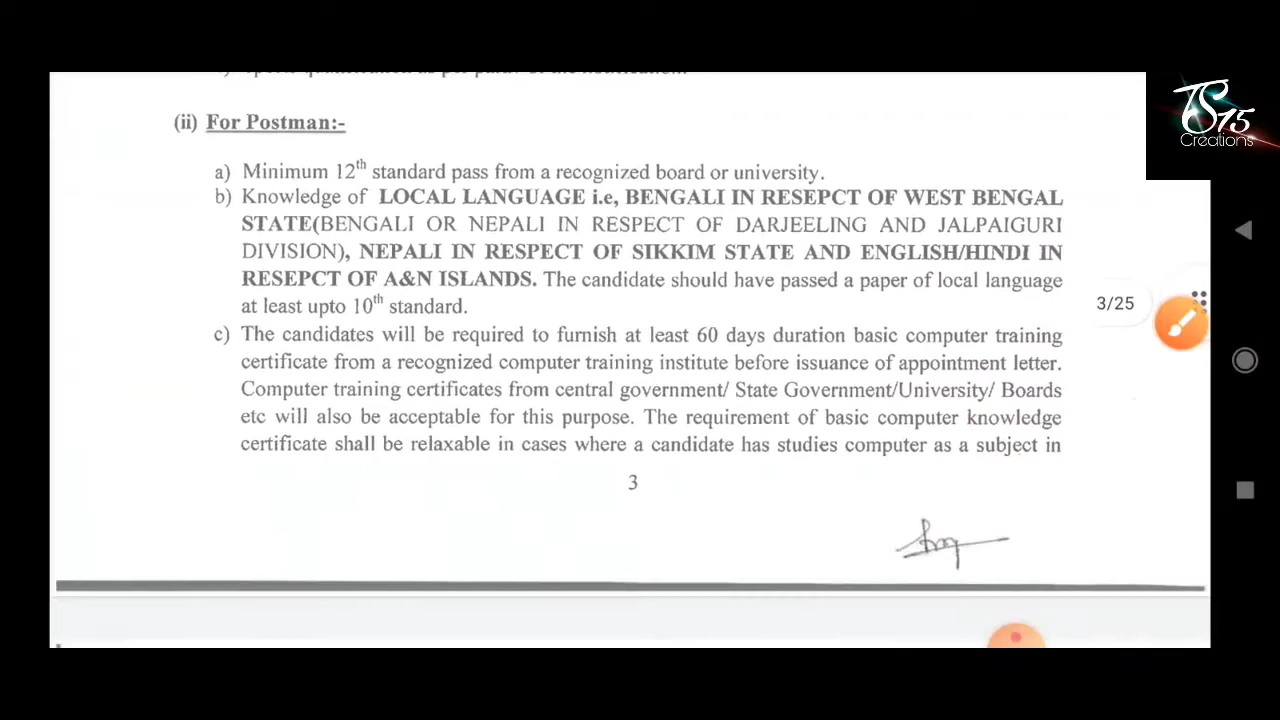 (ii) For Postman:-
a) Minimum 12th standard pass from a recognized board or university.
b) Knowledge of LOCAL LANGUAGE i.e, BENGALI IN RESEPCT OF WEST BENGAL
STATE(BENGALI OR NEPALI IN RESPECT OF DARJEELING AND JALPAIGURI
DIVISION), NEPALI IN RESPECT OF SIKKIM STATE AND ENGLISH/HINDI IN
RESEPCT OF A&N ISLANDS. The candidate should have passed a paper of local language
at least upto 10th standard.
c) The candidates will be required to furnish at least 60 days duration basic computer training
certificate from a recognized computer training institute before issuance of appointment letter.
Computer training certificates from central government/ State Government/University/ Boards
etc will also be acceptable for this purpose. The requirement of basic computer knowledge
certificate shall be relaxable in cases where a candidate has studies computer as a subject in
3
3/25
TS15
Creations